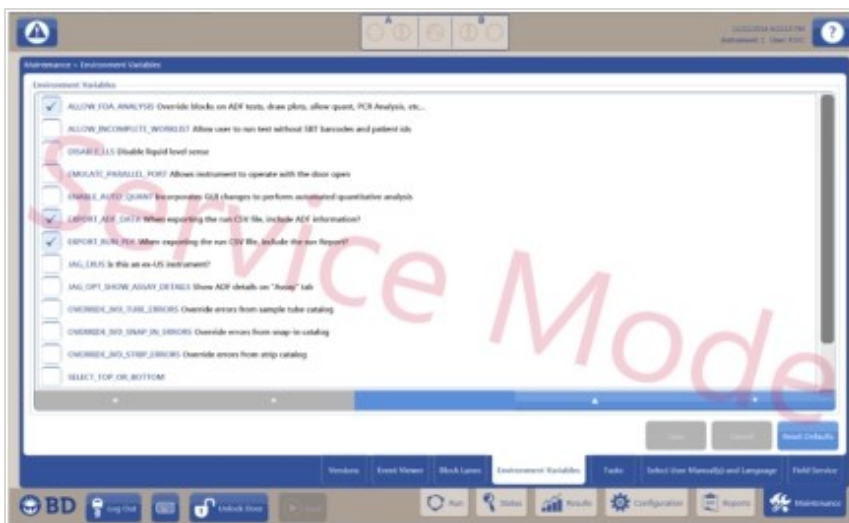 A
B
?
Maintenance > Environment Variables
Environment Variables
ALLOW_FDA_ANALYSIS Override blocks on ADF tests, draw plots, allow quant, PCR Analysis, etc...
ALLOW_INCOMPLETE_WORKLIST Allow user to run test without SBT barcodes and patient ids
DISABLE_LLS Disable liquid level sense
EMULATE_PARALLEL_PORT Allows instrument to operate with the door open
ENABLE_AUTO_QUANT Incorporates GUI changes to perform automated quantitative analysis
EXPORT_ADF_DATA When exporting the run CSV file, include ADF information?
EXPORT_RUN_PDF When exporting the run CSV file, include the run Report?
JAG_EXUS Is this an ex-US instrument?
JAG_OPT_SHOW_ASSAY_DETAILS Show ADF details on "Assay" tab
OVERRIDE_IVD_TUBE_ERRORS Override errors from sample tube catalog
OVERRIDE_IVD_SNAP_IN_ERRORS Override errors from snap-in catalog
OVERRIDE_IVD_STRIP_ERRORS Override errors from strip catalog
SELECT_TOP_OR_BOTTOM
Service Mode
Save Cancel Reset Defaults
Versions Event Viewer Block Lanes Environment Variables Tasks Select User Manual(s) and Language Field Service
BD Log Out Unlock Door Run Status Results Configuration Reports Maintenance